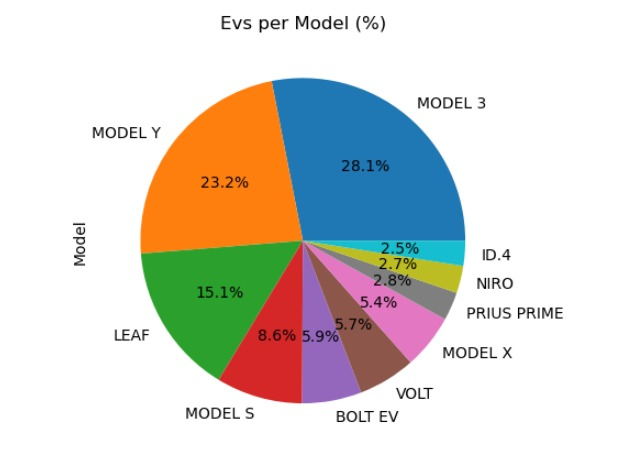 Evs per Model (%)
MODEL 3
28.1%
MODEL Y
23.2%
LEAF
15.1%
MODEL S
8.6%
BOLT EV
5.9%
VOLT
5.7%
MODEL X
5.4%
PRIUS PRIME
2.8%
NIRO
2.7%
ID.4
2.5%
Model